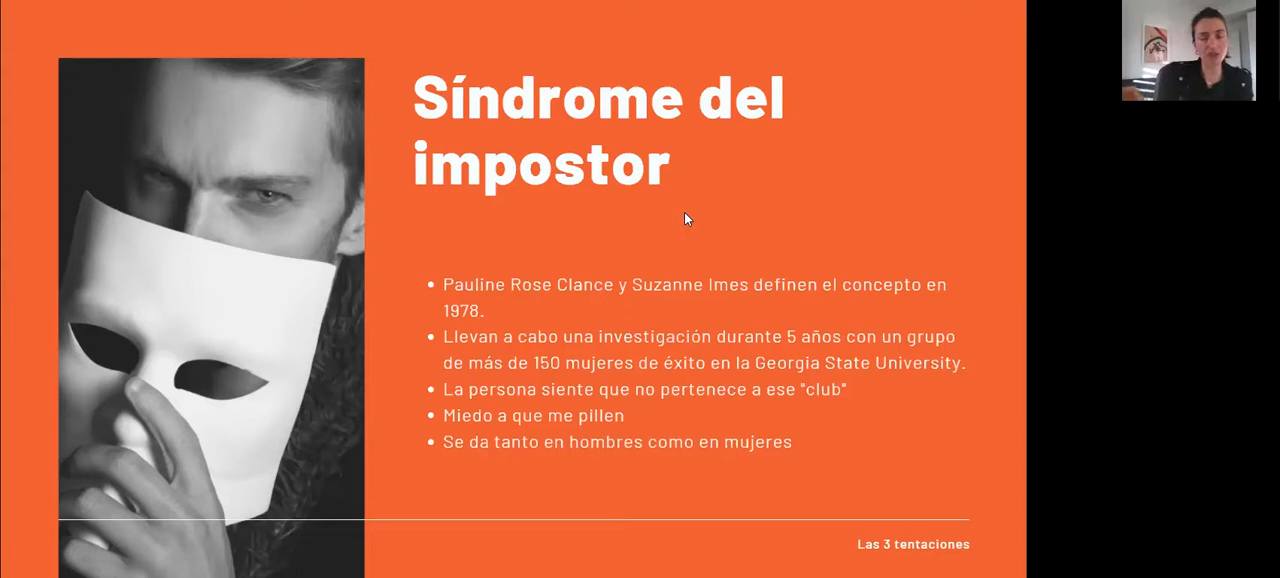 Síndrome del
impostor
• Pauline Rose Clance y Suzanne Imes definen el concepto en
1978.
• Llevan a cabo una investigación durante 5 años con un grupo
de más de 150 mujeres de éxito en la Georgia State University.
• La persona siente que no pertenece a ese "club"
• Miedo a que me pillen
• Se da tanto en hombres como en mujeres
Las 3 tentaciones